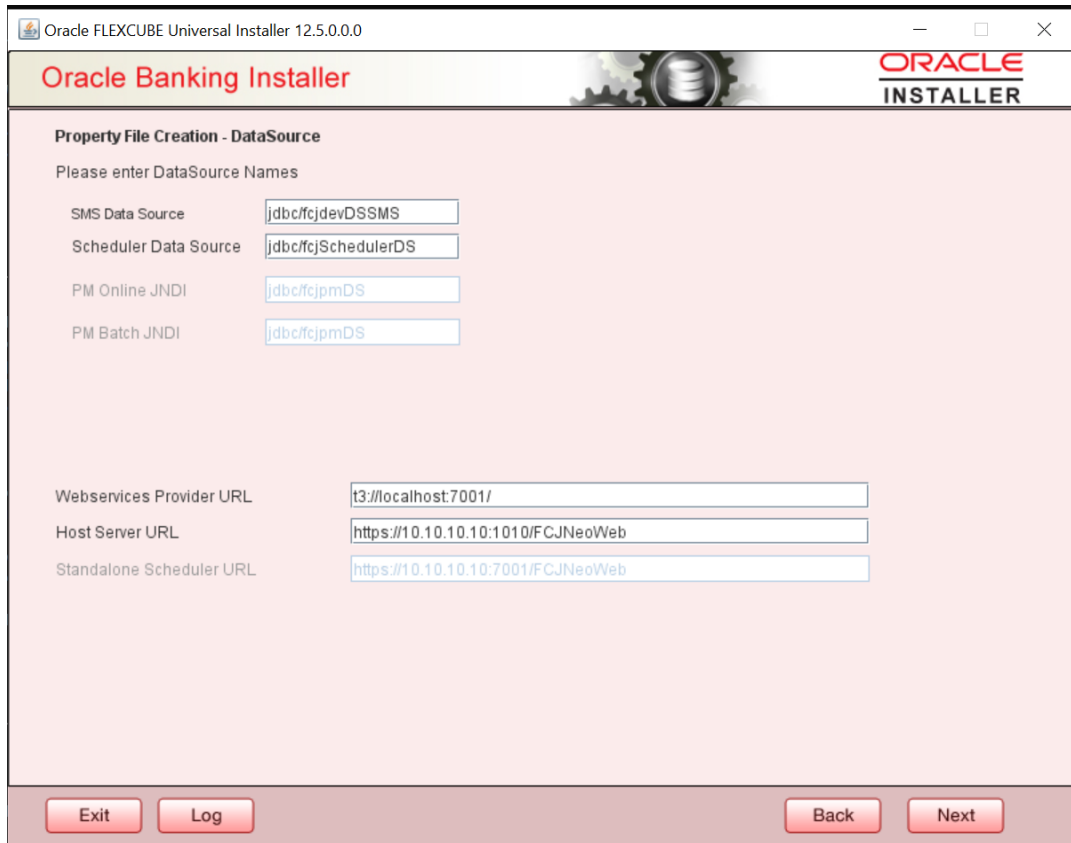 Oracle FLEXCUBE Universal Installer 12.5.0.0.0
Oracle Banking Installer
ORACLE
INSTALLER
Property File Creation - DataSource
Please enter DataSource Names
SMS Data Source jdbc/fcjdevDSSMS
Scheduler Data Source jdbc/fcjSchedulerDS
PM Online JNDI jdbc/fcjpmDS
PM Batch JNDI jdbc/fcjpmDS
Webservices Provider URL t3://localhost:7001/
Host Server URL https://10.10.10.10:1010/FCJNeoWeb
Standalone Scheduler URL https://10.10.10.10:7001/FCJNeoWeb
Exit Log Back Next